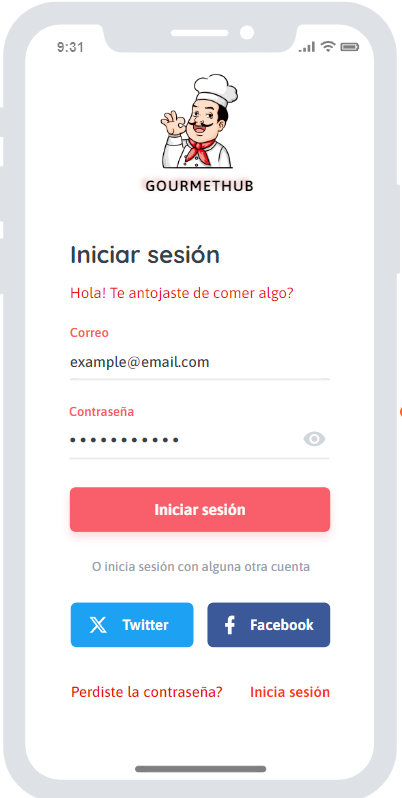 9:31
GOURMETHUB
Iniciar sesión
Hola! Te antojaste de comer algo?
Correo
example@email.com
Contraseña
Iniciar sesión
O inicia sesión con alguna otra cuenta
Twitter
Facebook
Perdiste la contraseña? Inicia sesión